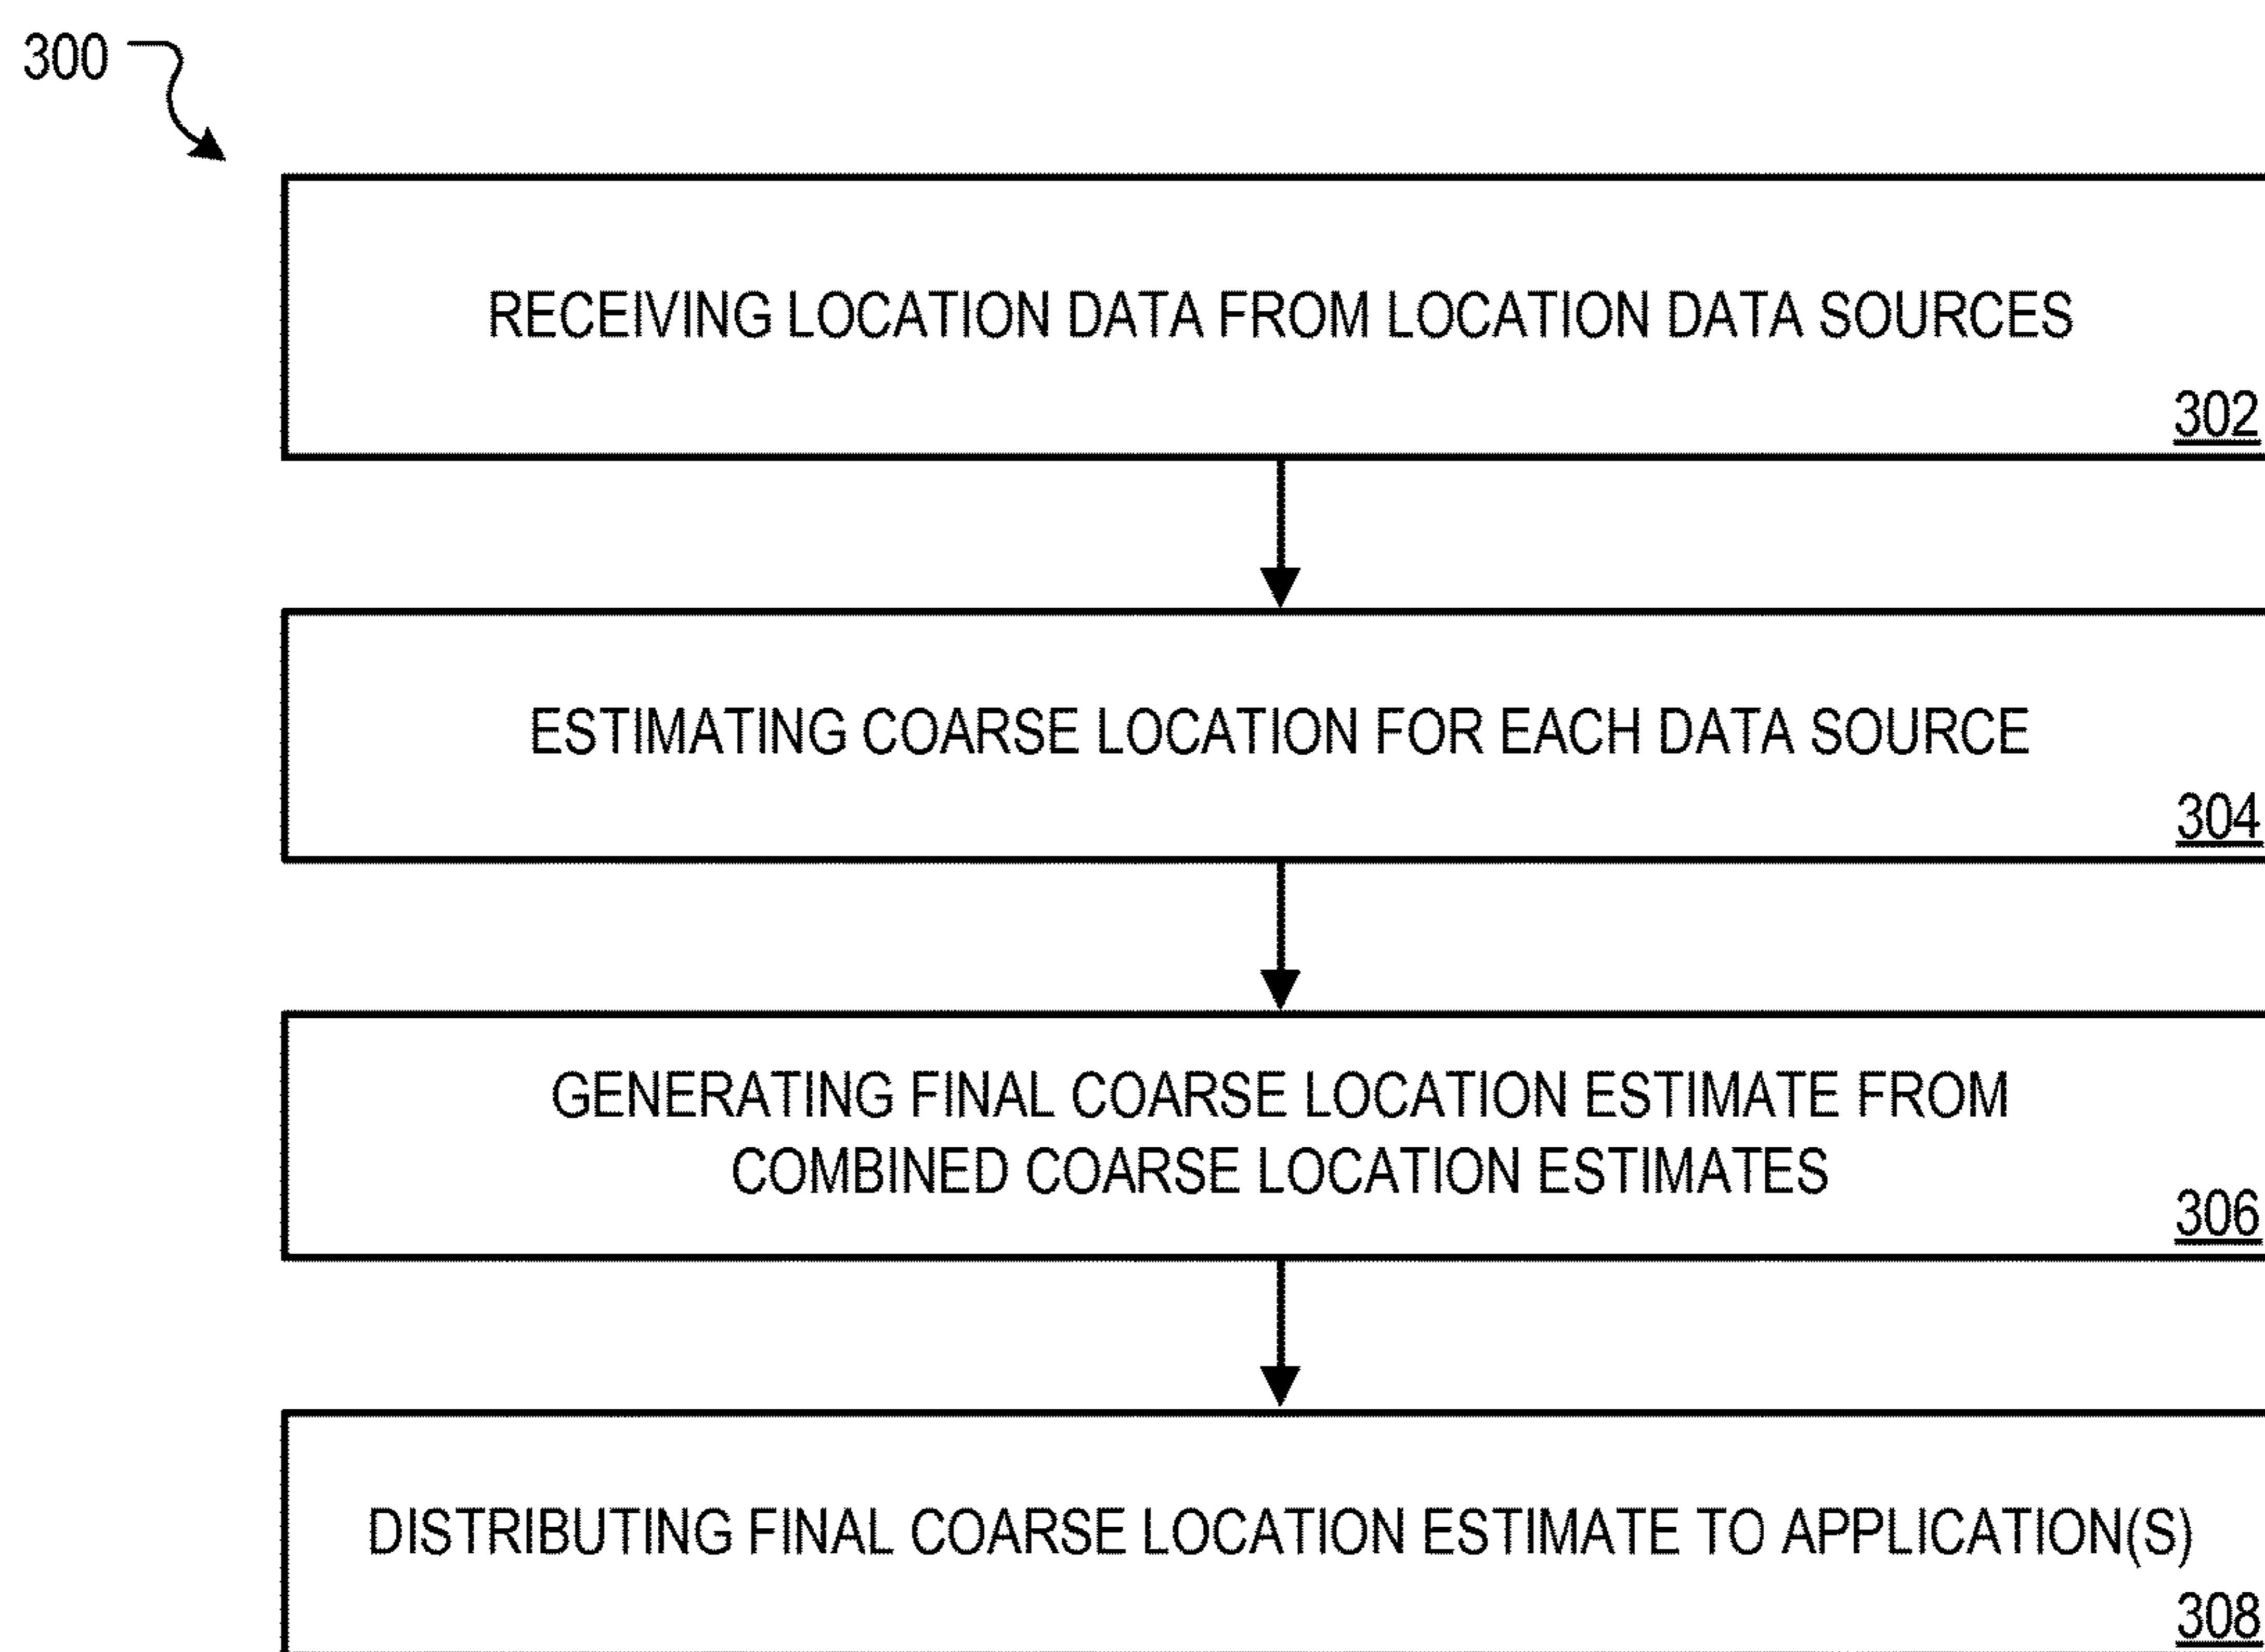 300
RECEIVING LOCATION DATA FROM LOCATION DATA SOURCES
302
ESTIMATING COARSE LOCATION FOR EACH DATA SOURCE
304
GENERATING FINAL COARSE LOCATION ESTIMATE FROM
COMBINED COARSE LOCATION ESTIMATES
306
DISTRIBUTING FINAL COARSE LOCATION ESTIMATE TO APPLICATION(S)
308